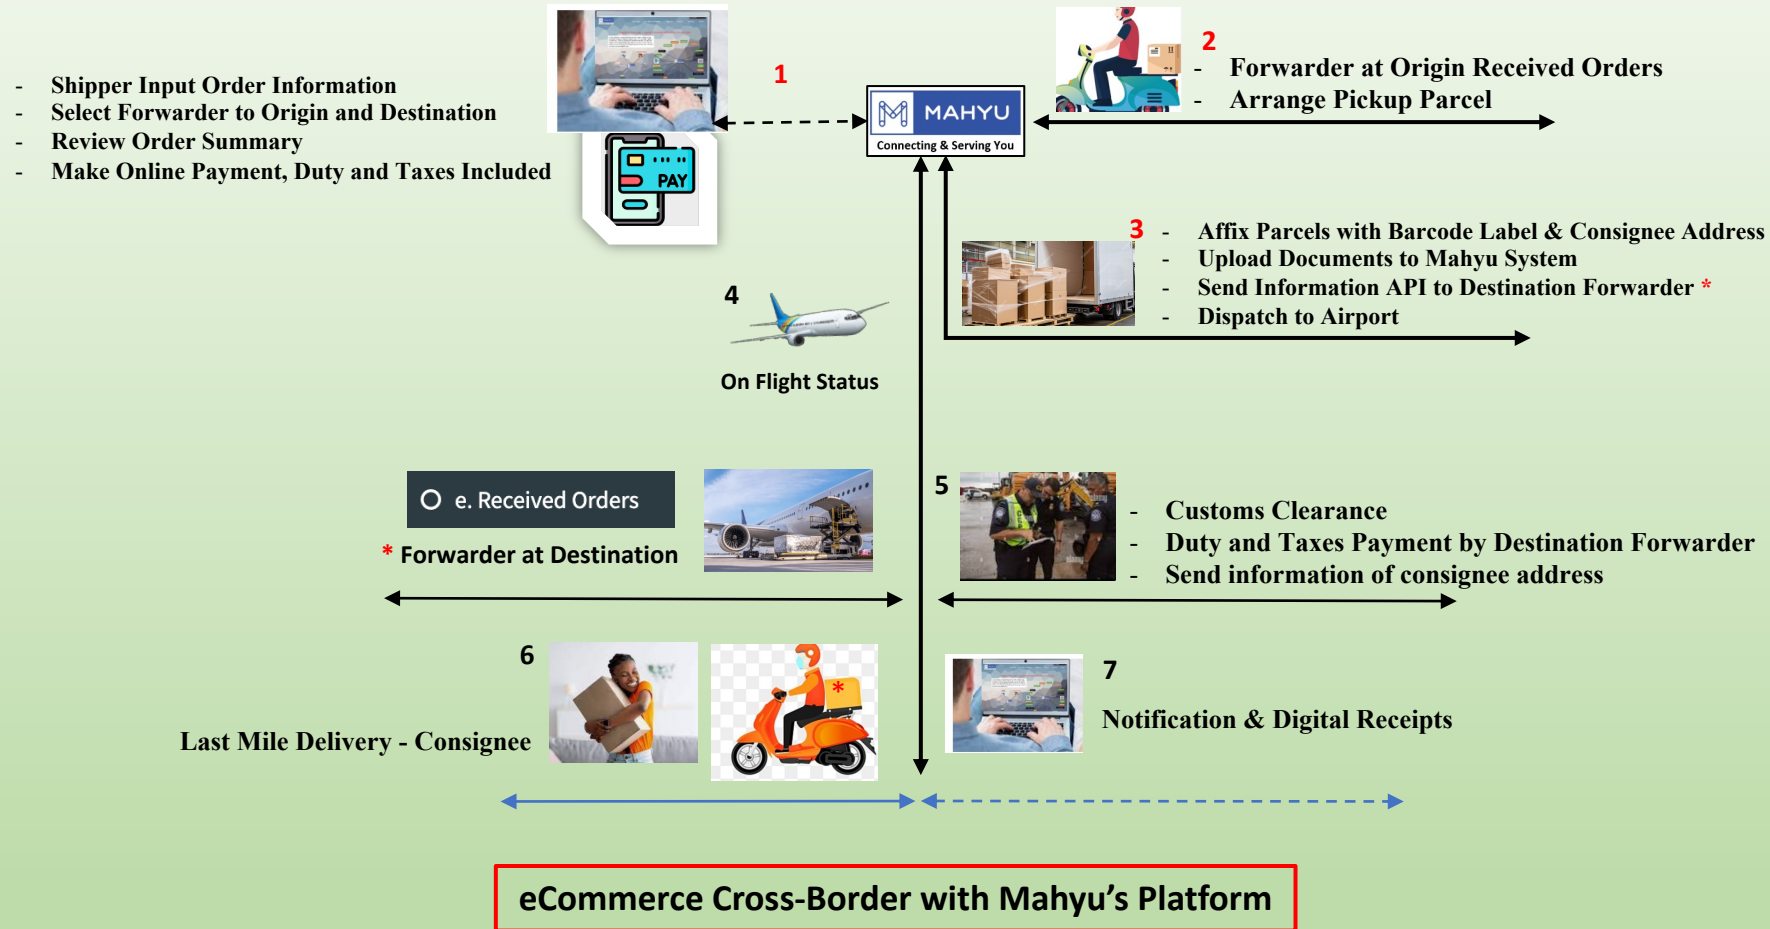 1
- Shipper Input Order Information
- Select Forwarder to Origin and Destination
- Review Order Summary
- Make Online Payment, Duty and Taxes Included
PAY
MAHYU
Connecting & Serving You
2
- Forwarder at Origin Received Orders
- Arrange Pickup Parcel
3
- Affix Parcels with Barcode Label & Consignee Address
- Upload Documents to Mahyu System
- Send Information API to Destination Forwarder *
- Dispatch to Airport
4
On Flight Status
e. Received Orders
* Forwarder at Destination
5
- Customs Clearance
- Duty and Taxes Payment by Destination Forwarder
- Send information of consignee address
6
Last Mile Delivery - Consignee
*
7
Notification & Digital Receipts
eCommerce Cross-Border with Mahyu’s Platform